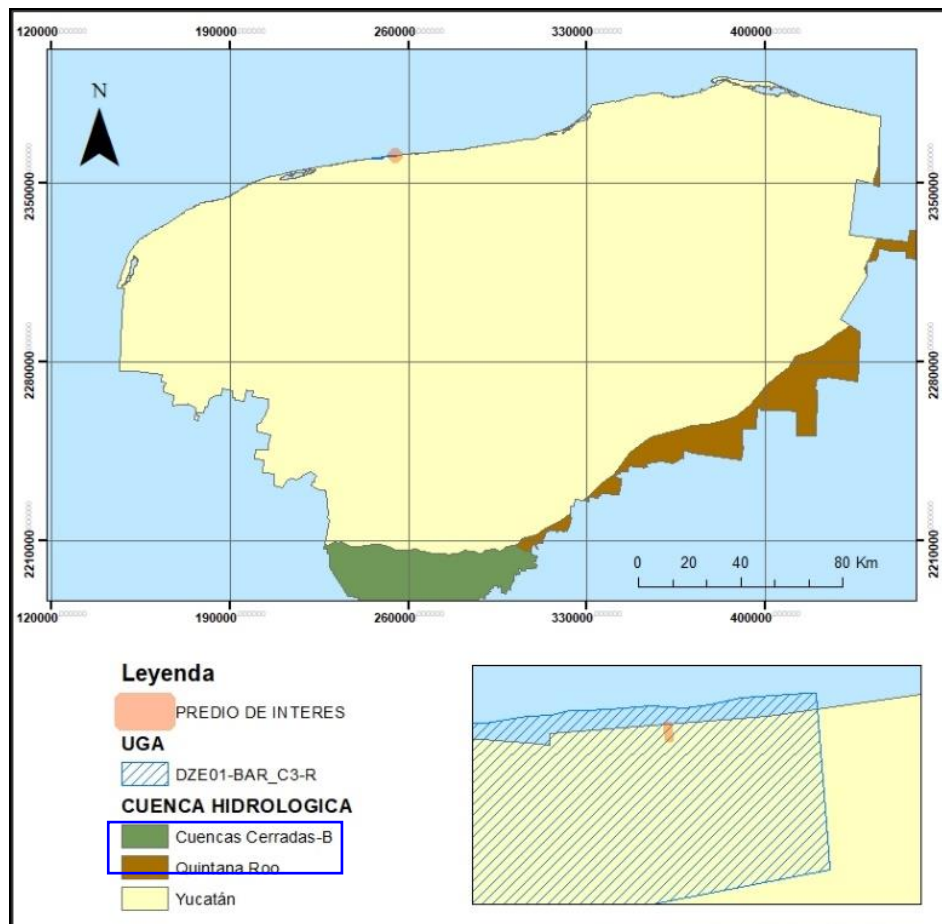 120000 190000 260000 330000 400000
N
2350000 2350000
2280000 2280000
2210000 2210000
0 20 40 80 Km
120000 190000 260000 330000 400000
Leyenda
PREDIO DE INTERES
UGA
DZE01-BAR_C3-R
CUENCA HIDROLOGICA
Cuencas Cerradas-B
Quintana Roo
Yucatán